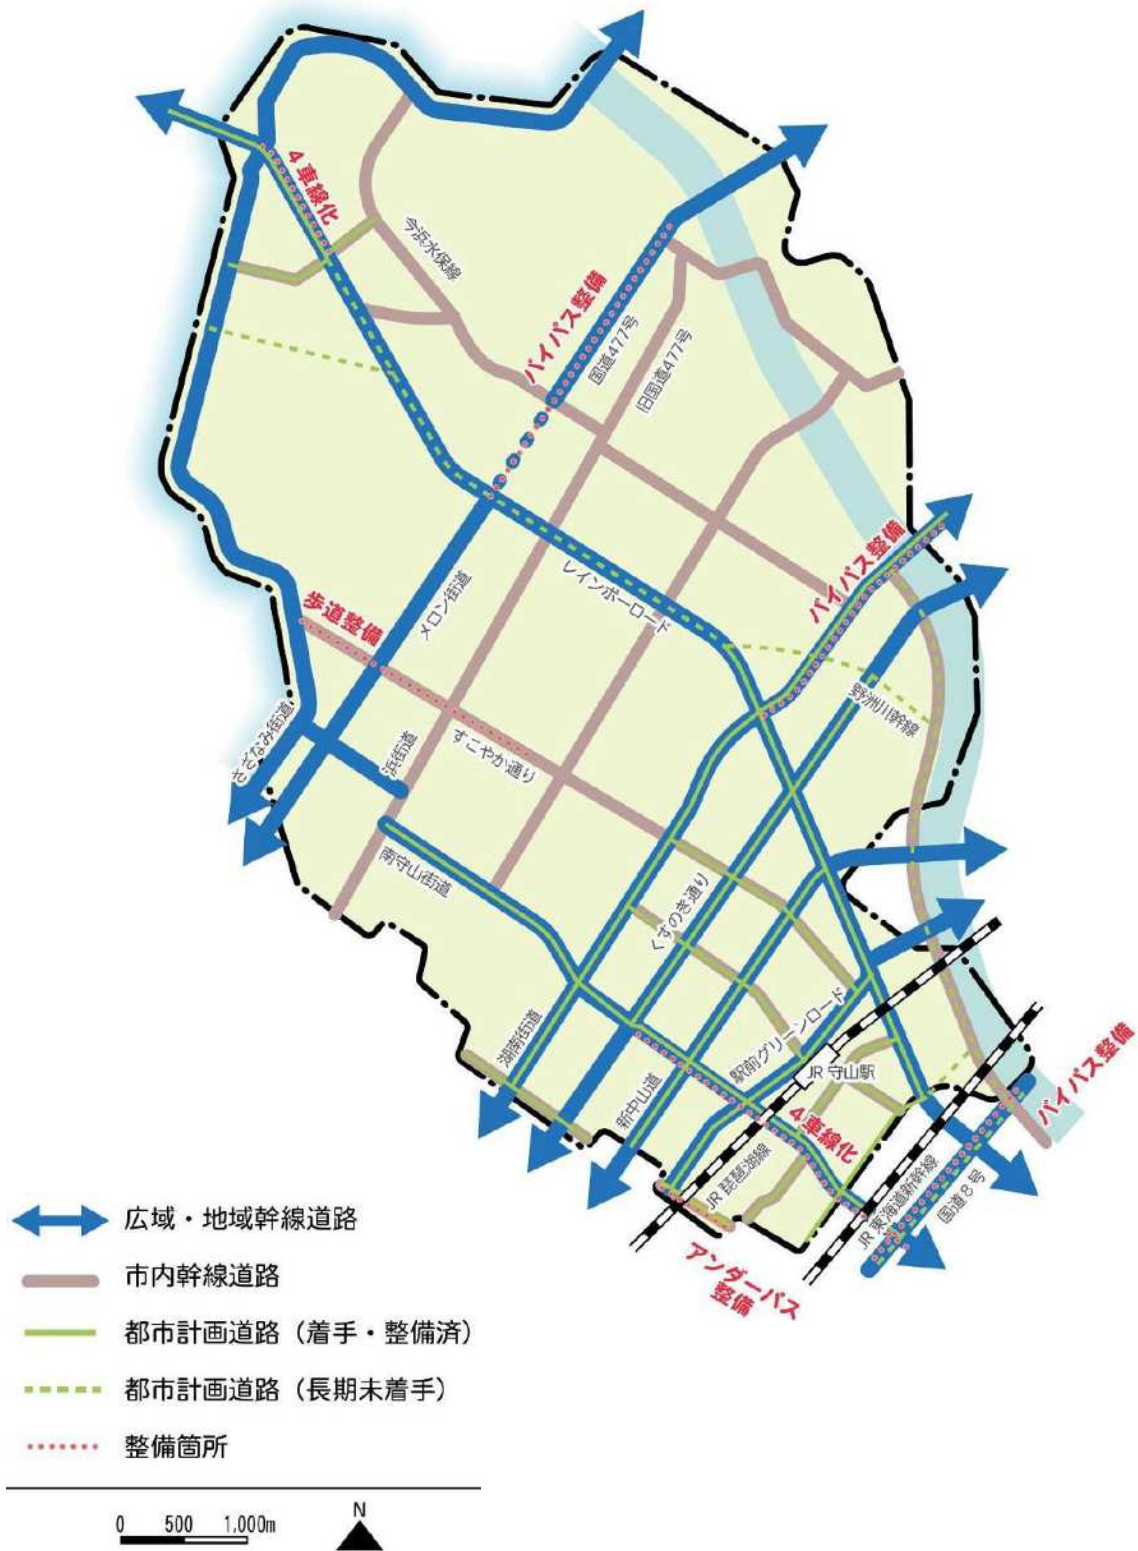 4車線化
今浜水保線
バイパス整備
国道477号
旧国道477号
バイパス整備
レインボーロード
メロン街道
歩道整備
野洲川幹線
さざなみ街道
すこやか通り
浜街道
南守山街道
くすのき通り
湖南街道
駅前グリーンロード
JR 守山駅
新中山道
4車線化
バイパス整備
JR 琵琶湖線
JR 東海道新幹線
国道8号
アンダーパス
整備
広域・地域幹線道路
市内幹線道路
都市計画道路（着手・整備済）
都市計画道路（長期未着手）
整備箇所
0 500 1,000m
N